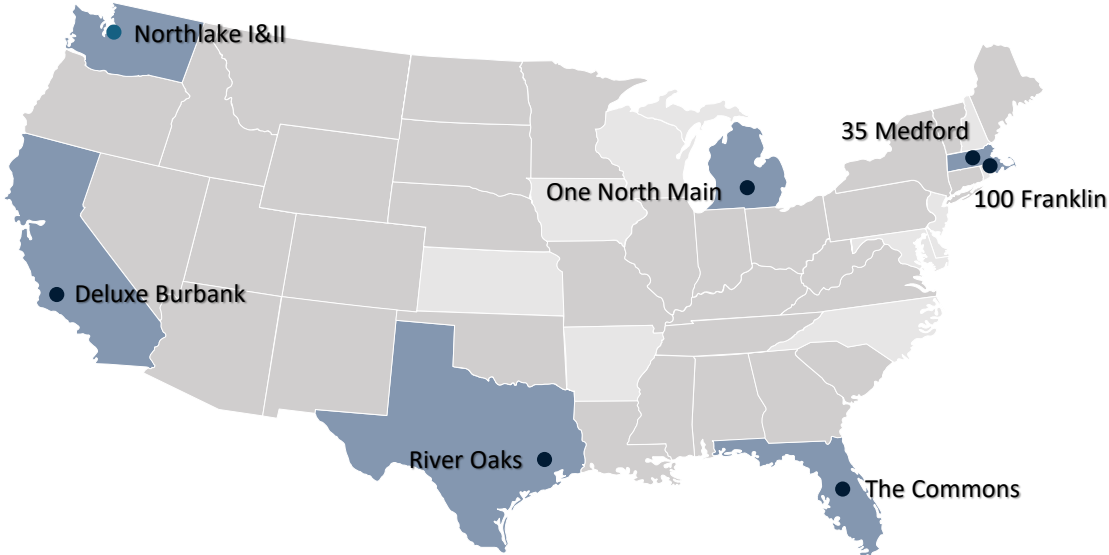 Northlake I&II
35 Medford
One North Main
100 Franklin
Deluxe Burbank
River Oaks
The Commons